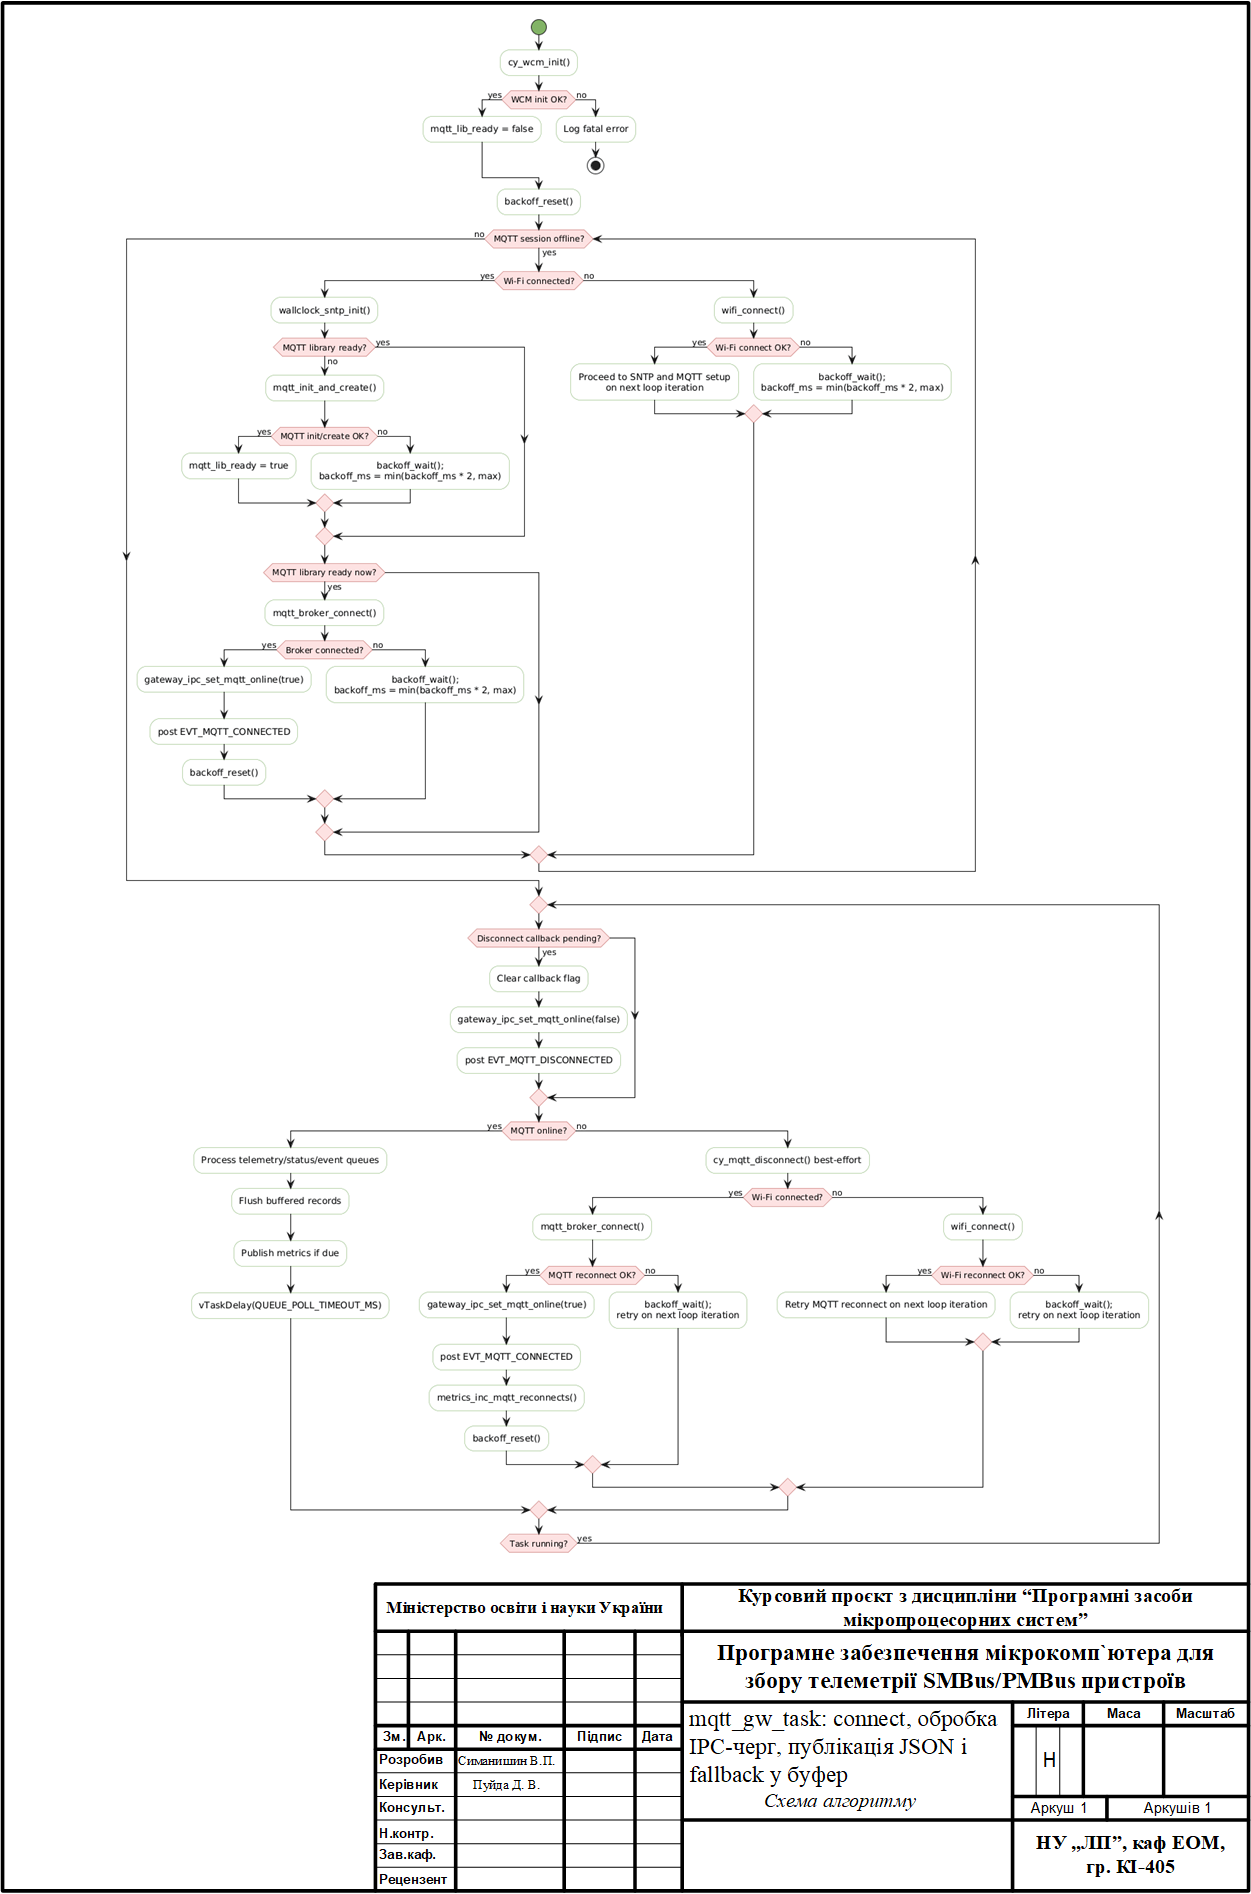 cy_wcm_init()
yes
WCM init OK?
no
mqtt_lib_ready = false
Log fatal error
backoff_reset()
no
MQTT session offline?
yes
yes
Wi-Fi connected?
no
wallclock_sntp_init()
wifi_connect()
MQTT library ready?
yes
no
yes
Wi-Fi connect OK?
no
mqtt_init_and_create()
Proceed to SNTP and MQTT setup
on next loop iteration
backoff_wait();
backoff_ms = min(backoff_ms * 2, max)
yes
MQTT init/create OK?
no
mqtt_lib_ready = true
backoff_wait();
backoff_ms = min(backoff_ms * 2, max)
MQTT library ready now?
yes
mqtt_broker_connect()
yes
Broker connected?
no
gateway_ipc_set_mqtt_online(true)
backoff_wait();
backoff_ms = min(backoff_ms * 2, max)
post EVT_MQTT_CONNECTED
backoff_reset()
Disconnect callback pending?
yes
Clear callback flag
gateway_ipc_set_mqtt_online(false)
post EVT_MQTT_DISCONNECTED
yes
MQTT online?
no
Process telemetry/status/event queues
cy_mqtt_disconnect() best-effort
Flush buffered records
yes
Wi-Fi connected?
no
Publish metrics if due
mqtt_broker_connect()
wifi_connect()
vTaskDelay(QUEUE_POLL_TIMEOUT_MS)
yes
MQTT reconnect OK?
no
yes
Wi-Fi reconnect OK?
no
gateway_ipc_set_mqtt_online(true)
backoff_wait();
retry on next loop iteration
Retry MQTT reconnect on next loop iteration
backoff_wait();
retry on next loop iteration
post EVT_MQTT_CONNECTED
metrics_inc_mqtt_reconnects()
backoff_reset()
Task running?
yes
Міністерство освіти і науки України
Курсовий проєкт з дисципліни “Програмні засоби
мікропроцесорних систем”
Програмне забезпечення мікрокомп`ютера для
збору телеметрії SMBus/PMBus пристроїв
mqtt_gw_task: connect, обробка
IPC-черг, публікація JSON і
fallback у буфер
Схема алгоритму
Літера
Маса
Масштаб
Н
Аркуш 1
Аркушів 1
НУ „ЛП”, каф ЕОМ,
гр. КІ-405
Зм.
Арк.
№ докум.
Підпис
Дата
Розробив
Симанишин В.П.
Керівник
Пуйда Д. В.
Консульт.
Н.контр.
Зав.каф.
Рецензент